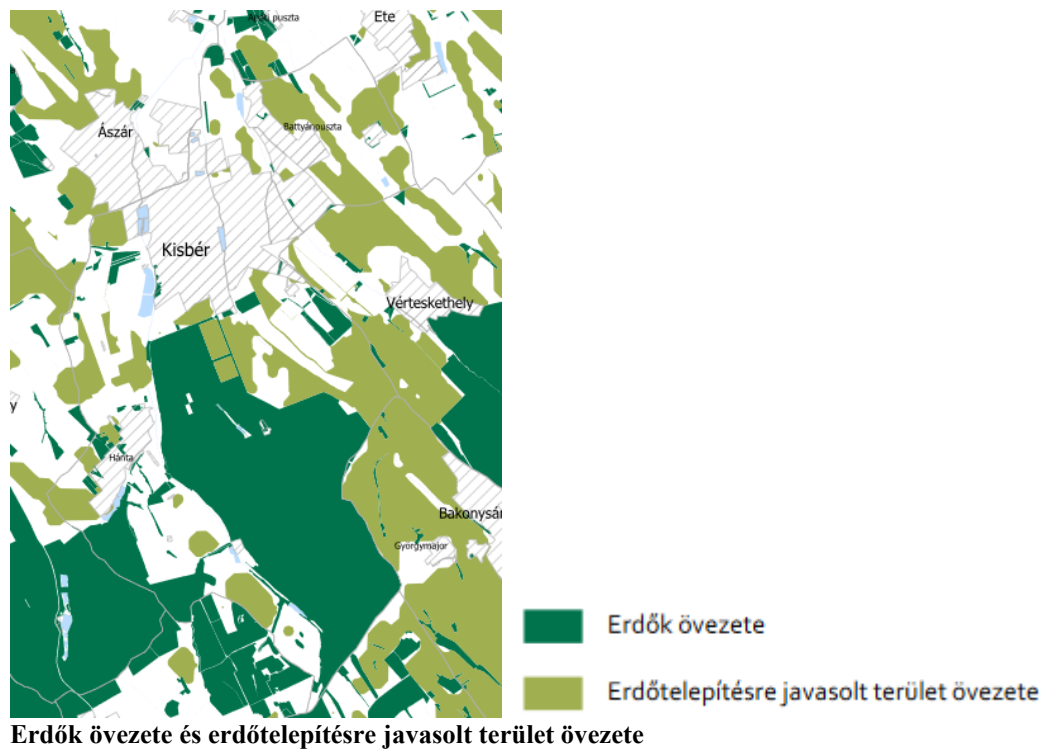 puszta
Ete
Ászár
Battyánpuszta
Kisbér
Vérteskethely
y
Hánta
Bakonysár
Györgymajor
Erdők övezete
Erdőtelepítésre javasolt terület övezete
Erdők övezete és erdőtelepítésre javasolt terület övezete